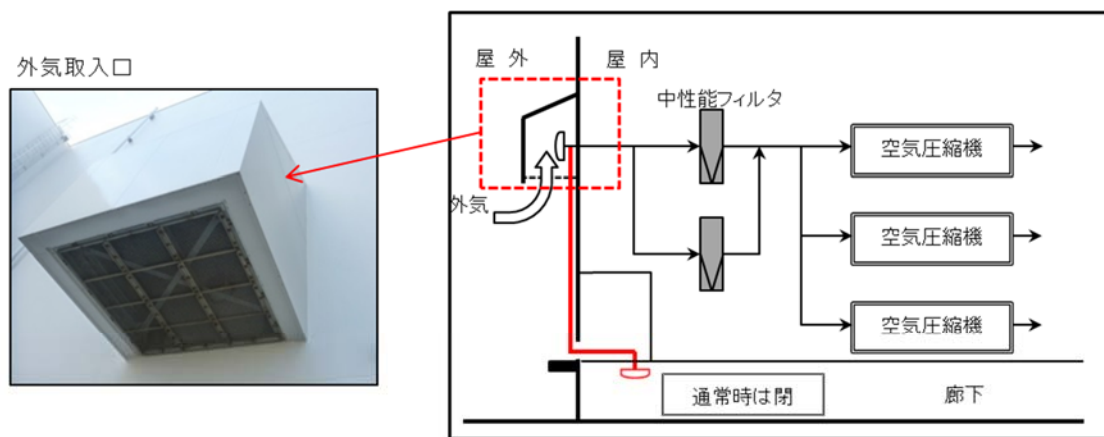 外気取入口
屋 外
屋 内
中性能フィルタ
外気
空気圧縮機
空気圧縮機
空気圧縮機
通常時は閉
廊下